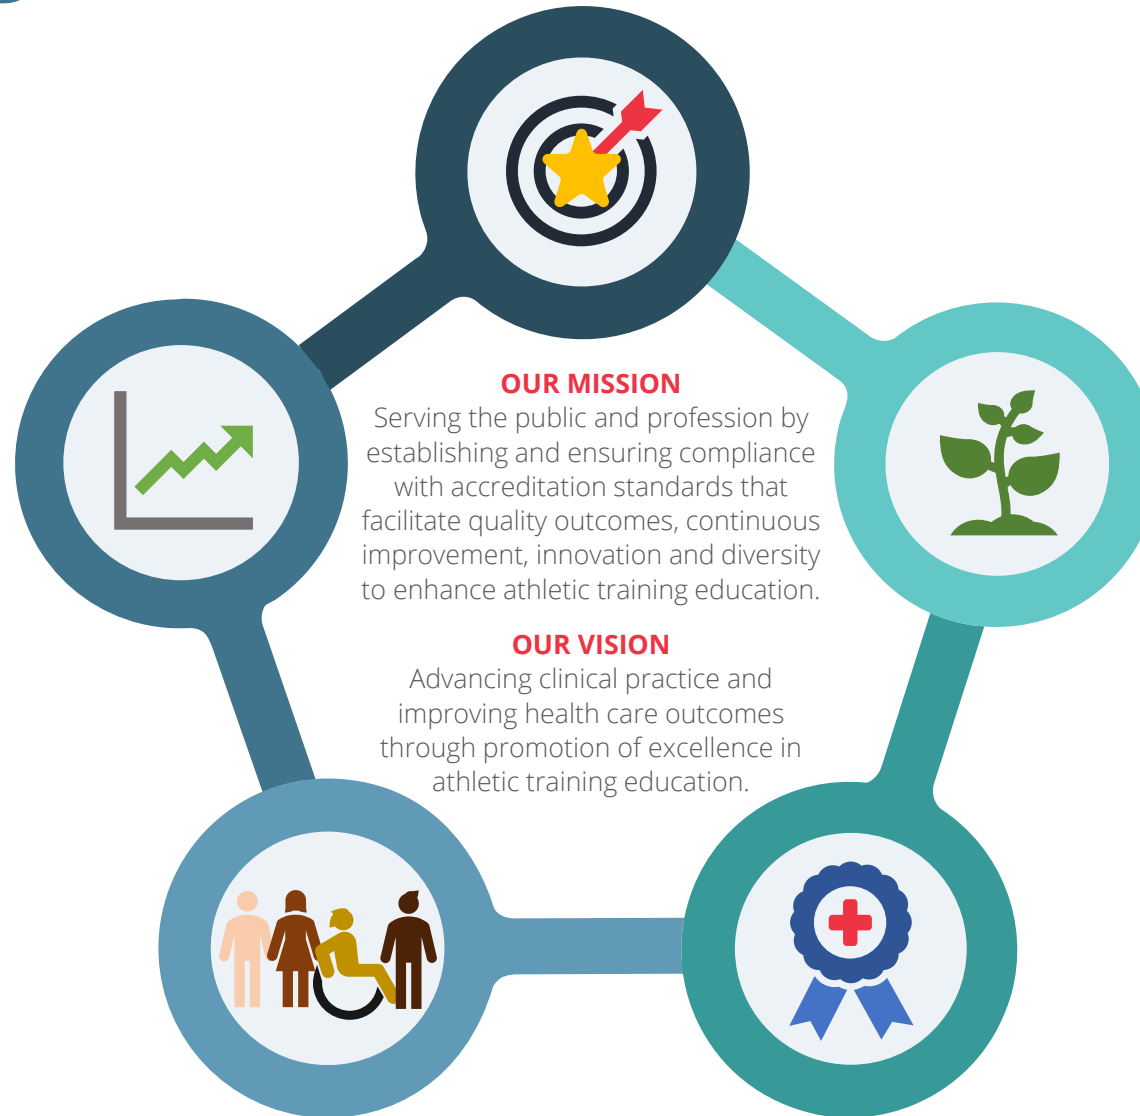 OUR MISSION
Serving the public and profession by
establishing and ensuring compliance
with accreditation standards that
facilitate quality outcomes, continuous
improvement, innovation and diversity
to enhance athletic training education.
OUR VISION
Advancing clinical practice and
improving health care outcomes
through promotion of excellence in
athletic training education.